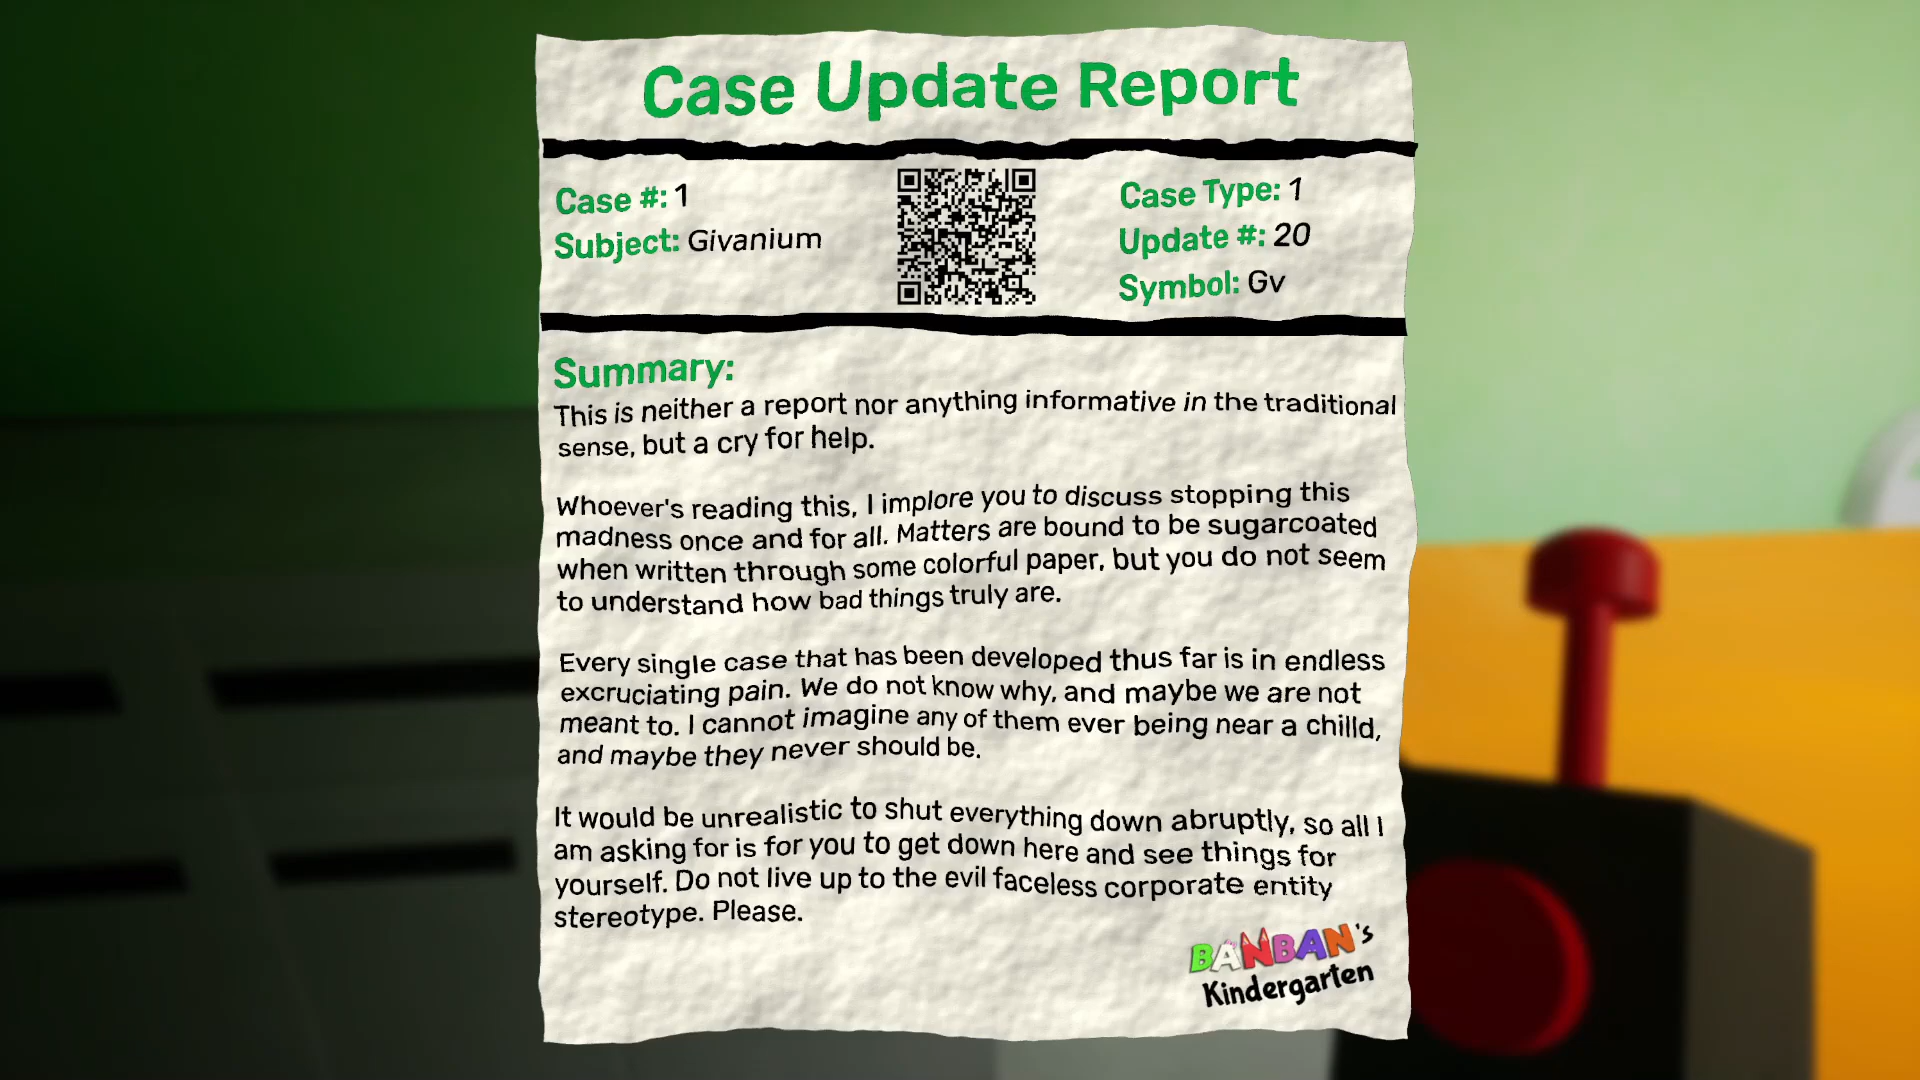 Case Update Report
Case #: 1
Subject: Givanium
Case Type: 1
Update #: 20
Symbol: Gv
Summary:
This is neither a report nor anything informative in the traditional
sense, but a cry for help.
Whoever's reading this, I implore you to discuss stopping this
madness once and for all. Matters are bound to be sugarcoated
when written through some colorful paper, but you do not seem
to understand how bad things truly are.
Every single case that has been developed thus far is in endless
excruciating pain. We do not know why, and maybe we are not
meant to. I cannot imagine any of them ever being near a chilld,
and maybe they never should be.
It would be unrealistic to shut everything down abruptly, so all I
am asking for is for you to get down here and see things for
yourself. Do not live up to the evil faceless corporate entity
stereotype. Please.
BANBAN's
Kindergarten